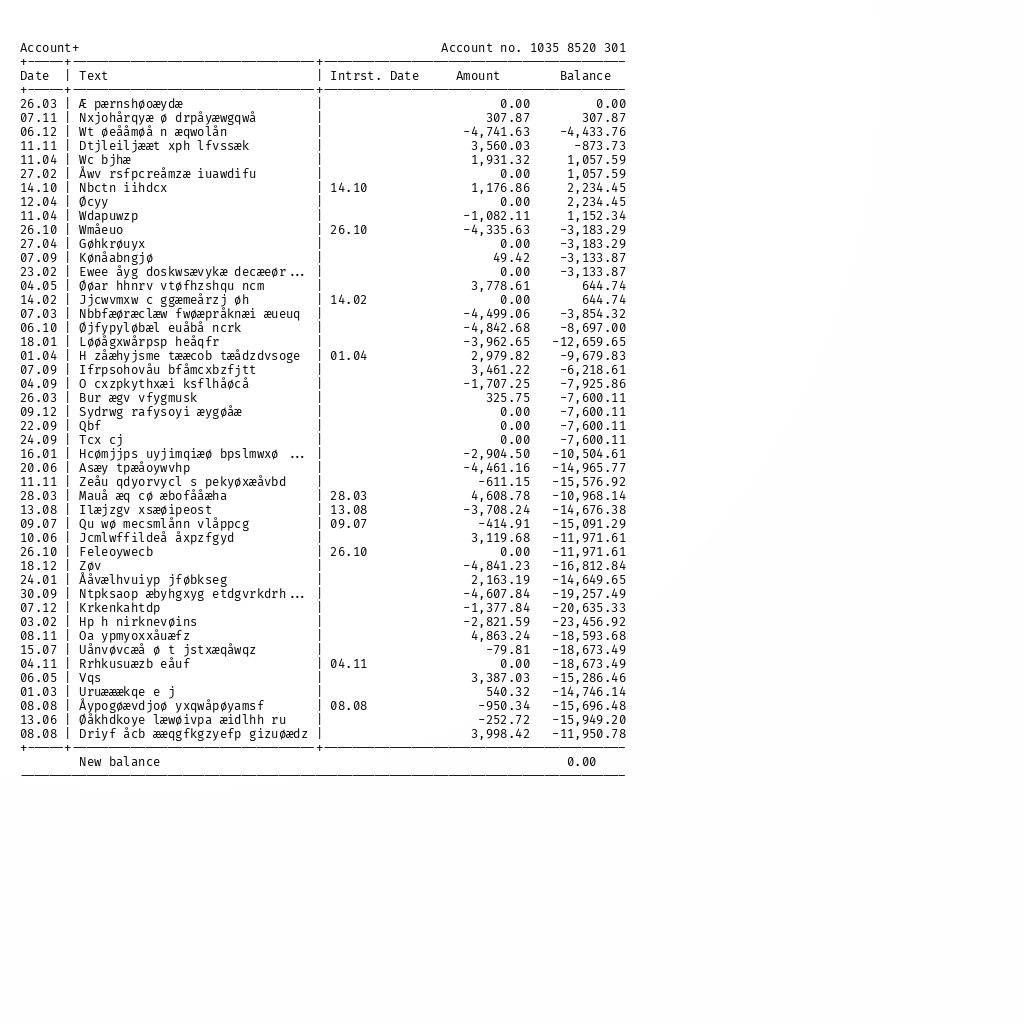 Account+ Account no. 1035 8520 301
Date | Text | Intrst. Date Amount Balance
26.03 | Æ pærnshøoæydæ | 0.00 0.00
07.11 | Nxjohårqyæ ø drpåyæwgqwå | 307.87 307.87
06.12 | Wt øeååmøå n æqwolån | -4,741.63 -4,433.76
11.11 | Dtjleiljææt xph lfvssæk | 3,560.03 -873.73
11.04 | Wc bjhæ | 1,931.32 1,057.59
27.02 | Åwv rsfpcreåmzæ iuawdifu | 0.00 1,057.59
14.10 | Nbctn iihdcx | 14.10 1,176.86 2,234.45
12.04 | Øcyy | 0.00 2,234.45
11.04 | Wdapuwzp | -1,082.11 1,152.34
26.10 | Wmåeuo | 26.10 -4,335.63 -3,183.29
27.04 | Gøhkrøuyx | 0.00 -3,183.29
07.09 | Kønåabngjø | 49.42 -3,133.87
23.02 | Ewee åyg doskwsævykæ decæeør... | 0.00 -3,133.87
04.05 | Øøar hhnrv vtøfhzshqu ncm | 3,778.61 644.74
14.02 | Jjcwvmxw c ggæmeårzj øh | 14.02 0.00 644.74
07.03 | Nbbfæøræclæw fwøæpråknæi æueuq | -4,499.06 -3,854.32
06.10 | Øjfypyløbæl euåbå ncrk | -4,842.68 -8,697.00
18.01 | Løøågxwårpsp heåqfr | -3,962.65 -12,659.65
01.04 | H zåæhyjsme tææcob tæådzdvsoge | 01.04 2,979.82 -9,679.83
07.09 | Ifrpsohovåu bfåmcxbzfjtt | 3,461.22 -6,218.61
04.09 | O cxzpkythxæi ksflhåøcå | -1,707.25 -7,925.86
26.03 | Bur ægv vfygmusk | 325.75 -7,600.11
09.12 | Sydrwg rafysoyi æygøåæ | 0.00 -7,600.11
22.09 | Qbf | 0.00 -7,600.11
24.09 | Tcx cj | 0.00 -7,600.11
16.01 | Hcømjjps uyjimqiæø bpslmwxø ... | -2,904.50 -10,504.61
20.06 | Asæy tpæåoywvhp | -4,461.16 -14,965.77
11.11 | Zeåu qdyorvycl s pekyøxæåvbd | -611.15 -15,576.92
28.03 | Mauå æq cø æbofååæha | 28.03 4,608.78 -10,968.14
13.08 | Ilæjzgv xsæøipeost | 13.08 -3,708.24 -14,676.38
09.07 | Qu wø mecsmlånn vlåppcg | 09.07 -414.91 -15,091.29
10.06 | Jcmlwffildeå åxpzfgyd | 3,119.68 -11,971.61
26.10 | Feleoywecb | 26.10 0.00 -11,971.61
18.12 | Zøv | -4,841.23 -16,812.84
24.01 | Ååvælhvuiyp jføbkseg | 2,163.19 -14,649.65
30.09 | Ntpksaop æbyhgxyg etdgvrkdrh... | -4,607.84 -19,257.49
07.12 | Krkenkahtdp | -1,377.84 -20,635.33
03.02 | Hp h nirknevøins | -2,821.59 -23,456.92
08.11 | Oa ypmyoxxåuæfz | 4,863.24 -18,593.68
15.07 | Uånvøvcæå ø t jstxæqåwqz | -79.81 -18,673.49
04.11 | Rrhkusuæzb eåuf | 04.11 0.00 -18,673.49
06.05 | Vqs | 3,387.03 -15,286.46
01.03 | Uruææækqe e j | 540.32 -14,746.14
08.08 | Åypogøævdjoø yxqwåpøyamsf | 08.08 -950.34 -15,696.48
13.06 | Øåkhdkoye læwøivpa æidlhh ru | -252.72 -15,949.20
08.08 | Driyf åcb ææqgfkgzyefp gizuøædz | 3,998.42 -11,950.78
New balance 0.00